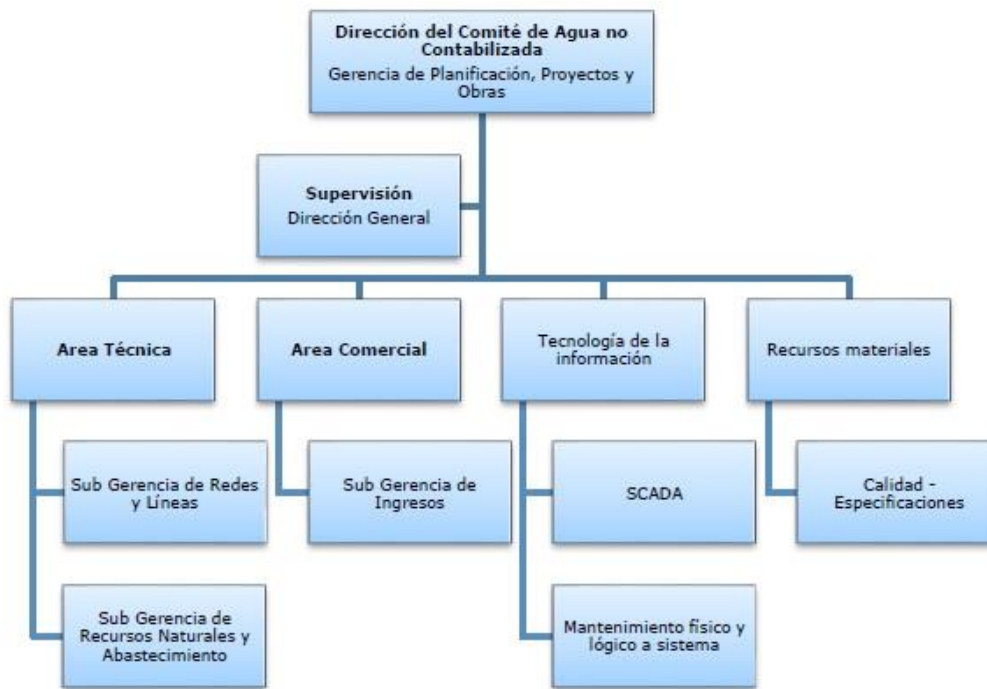 Dirección del Comité de Agua no
Contabilizada
Gerencia de Planificación, Proyectos y
Obras
Supervisión
Dirección General
Area Técnica
Area Comercial
Tecnología de la
información
Recursos materiales
Sub Gerencia de Redes
y Líneas
Sub Gerencia de
Ingresos
SCADA
Calidad -
Especificaciones
Sub Gerencia de
Recursos Naturales y
Abastecimiento
Mantenimiento físico y
lógico a sistema